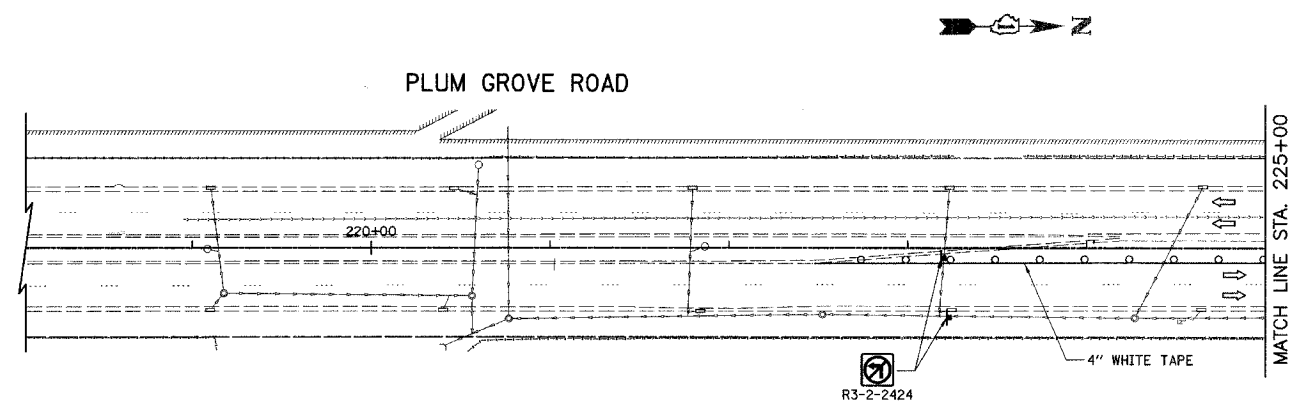 N
PLUM GROVE ROAD
220+00
MATCH LINE STA. 225+00
4" WHITE TAPE
R3-2-2424